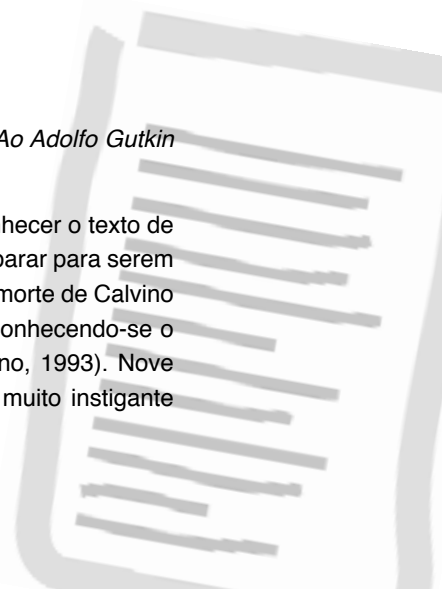 Ao Adolfo Gutkin
hecer o texto de
parar para serem
morte de Calvino
onhecendo-se o
no, 1993). Nove
muito instigante